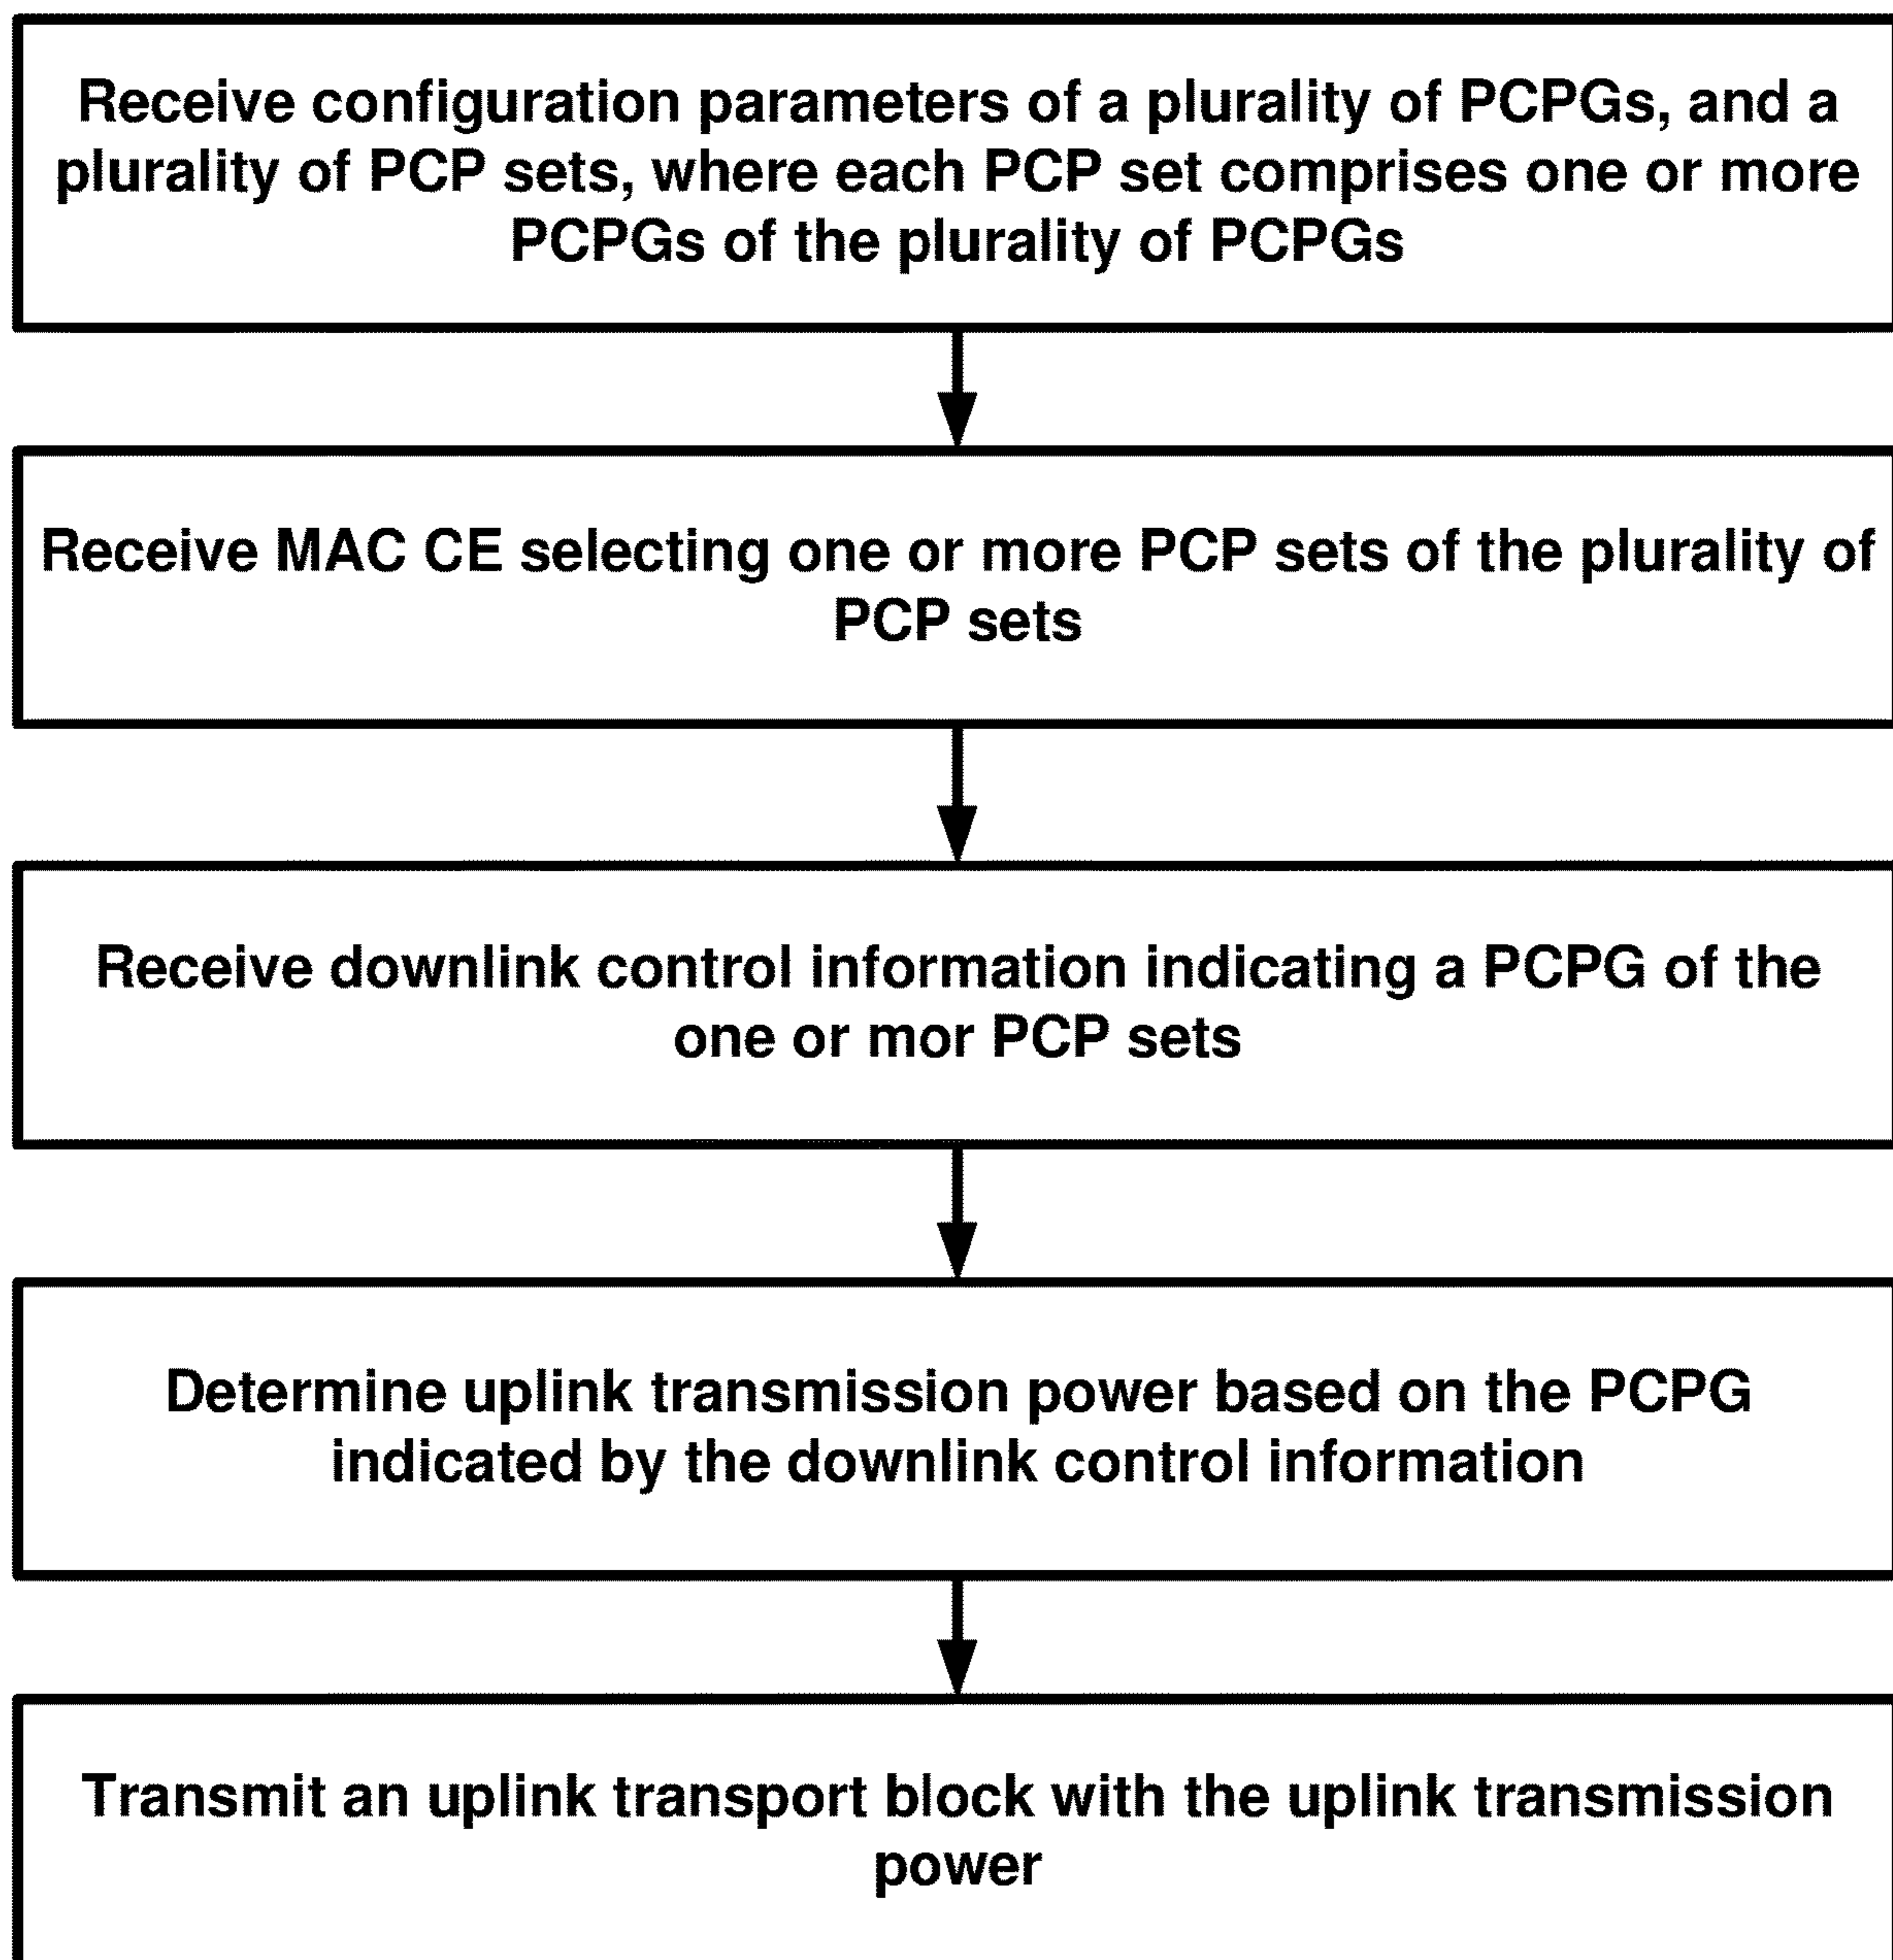 Receive configuration parameters of a plurality of PCPGs, and a
plurality of PCP sets, where each PCP set comprises one or more
PCPGs of the plurality of PCPGs
Receive MAC CE selecting one or more PCP sets of the plurality of
PCP sets
Receive downlink control information indicating a PCPG of the
one or mor PCP sets
Determine uplink transmission power based on the PCPG
indicated by the downlink control information
Transmit an uplink transport block with the uplink transmission
power